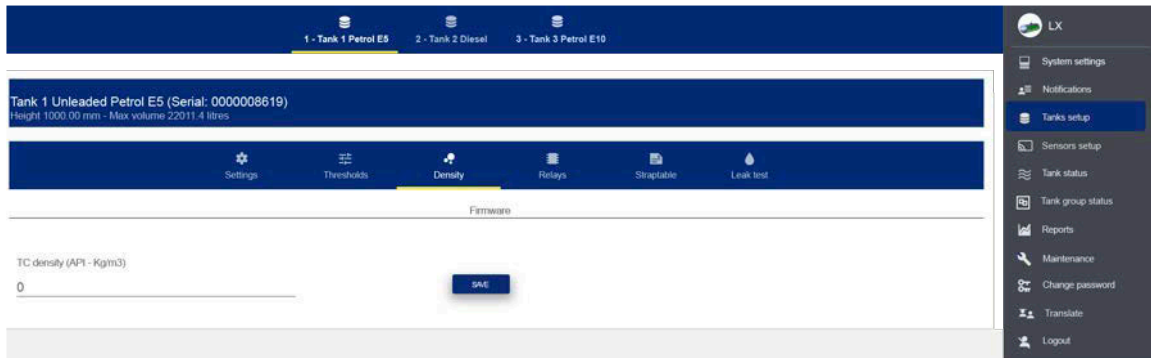 1 - Tank 1 Petrol E5
2 - Tank 2 Diesel
3 - Tank 3 Petrol E10
Tank 1 Unleaded Petrol E5 (Serial: 0000008619)
Height 1000.00 mm - Max volume 22011.4 litres
Settings
Thresholds
Density
Relays
Straptable
Leak test
Firmware
TC density (API - Kg/m3)
0
SAVE
LX
System settings
Notifications
Tanks setup
Sensors setup
Tank status
Tank group status
Reports
Maintenance
Change password
Translate
Logout